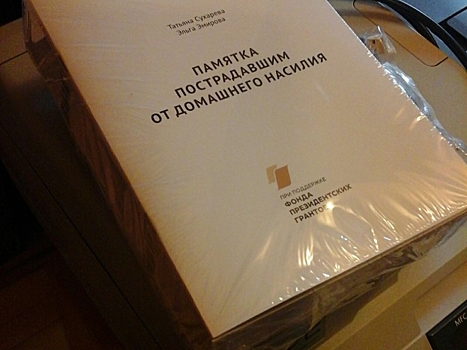 Татьяна Сухарева
Эльга Эмирова
ПАМЯТКА
ПОСТРАДАВШИМ
ОТ ДОМАШНЕГО НАСИЛИЯ
ПРИ ПОДДЕРЖКЕ
ФОНДА
ПРЕЗИДЕНТСКИХ
ГРАНТОВ